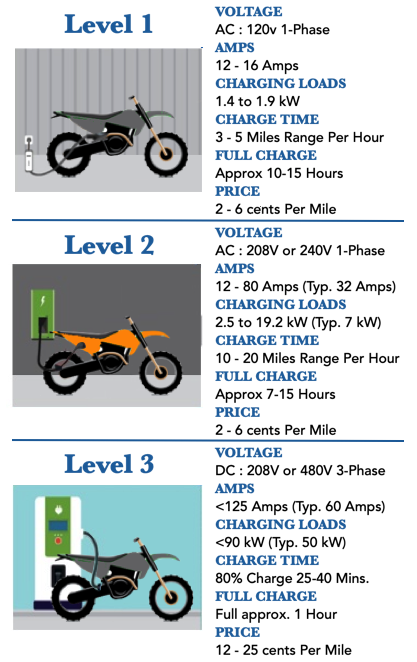 Level 1
VOLTAGE
AC : 120v 1-Phase
AMPS
12 - 16 Amps
CHARGING LOADS
1.4 to 1.9 kW
CHARGE TIME
3 - 5 Miles Range Per Hour
FULL CHARGE
Approx 10-15 Hours
PRICE
2 - 6 cents Per Mile
Level 2
VOLTAGE
AC : 208V or 240V 1-Phase
AMPS
12 - 80 Amps (Typ. 32 Amps)
CHARGING LOADS
2.5 to 19.2 kW (Typ. 7 kW)
CHARGE TIME
10 - 20 Miles Range Per Hour
FULL CHARGE
Approx 7-15 Hours
PRICE
2 - 6 cents Per Mile
Level 3
VOLTAGE
DC : 208V or 480V 3-Phase
AMPS
<125 Amps (Typ. 60 Amps)
CHARGING LOADS
<90 kW (Typ. 50 kW)
CHARGE TIME
80% Charge 25-40 Mins.
FULL CHARGE
Full approx. 1 Hour
PRICE
12 - 25 cents Per Mile